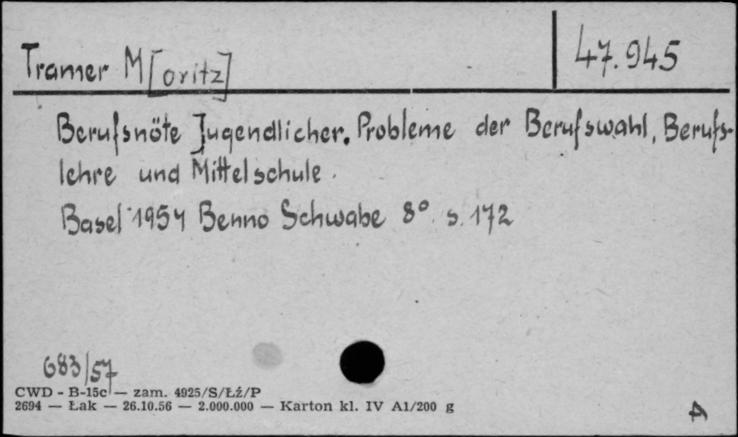 Tramer M[oritz]
47.945
Berufsnöte Jugendlicher. Probleme der Berufswahl, Berufs-
lehre und Mittelschule.
Basel 1954 Benno Schwabe 8° s. 172
683/57
CWD - B-15c — zam. 4925/S/Łź/P
2694 — Łak — 26.10.56 — 2.000.000 — Karton kl. IV A1/200 g
A